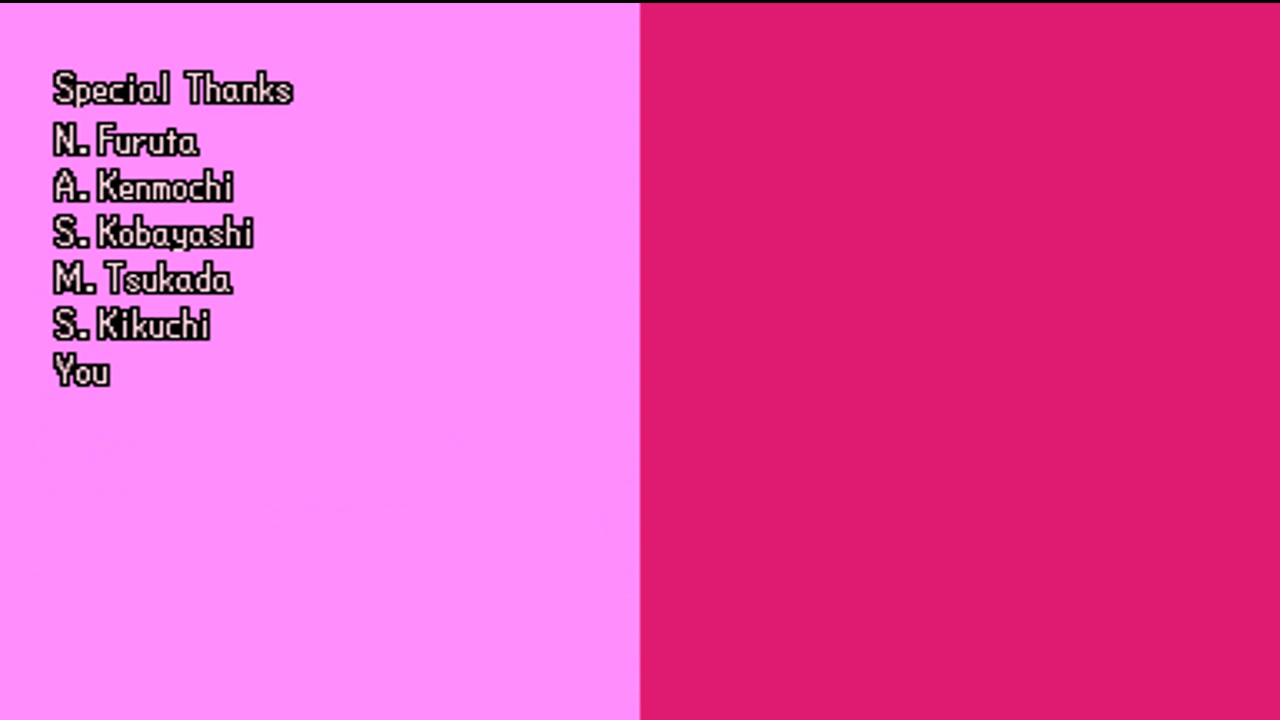 Special Thanks
N. Furuta
A. Kenmochi
S. Kobayashi
M. Tsukada
S. Kikuchi
You